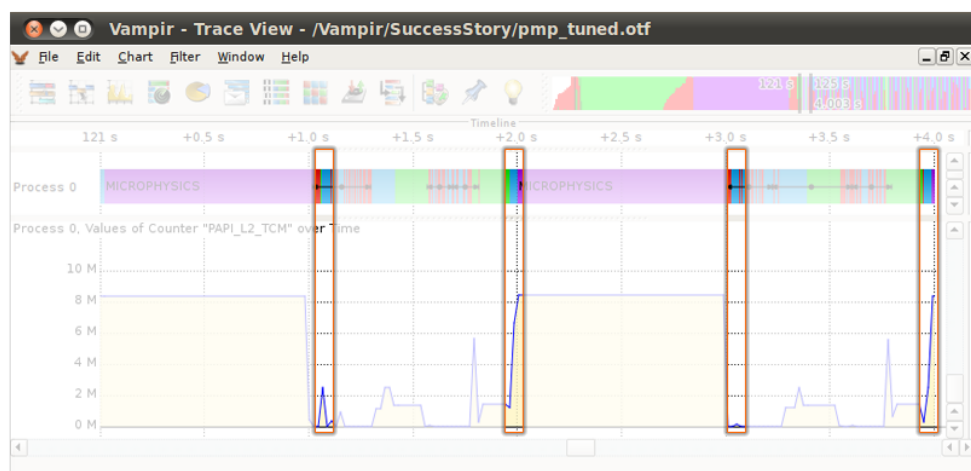 Vampir - Trace View - /Vampir/SuccessStory/pmp_tuned.otf
File Edit Chart Filter Window Help
121 s 125 s
4.003 s
Timeline
121 s +0.5 s +1.0 s +1.5 s +2.0 s +2.5 s +3.0 s +3.5 s +4.0 s
Process 0 MICROPHYSICS MICROPHYSICS
Process 0, Values of Counter "PAPI_L2_TCM" over Time
10 M
8 M
6 M
4 M
2 M
0 M